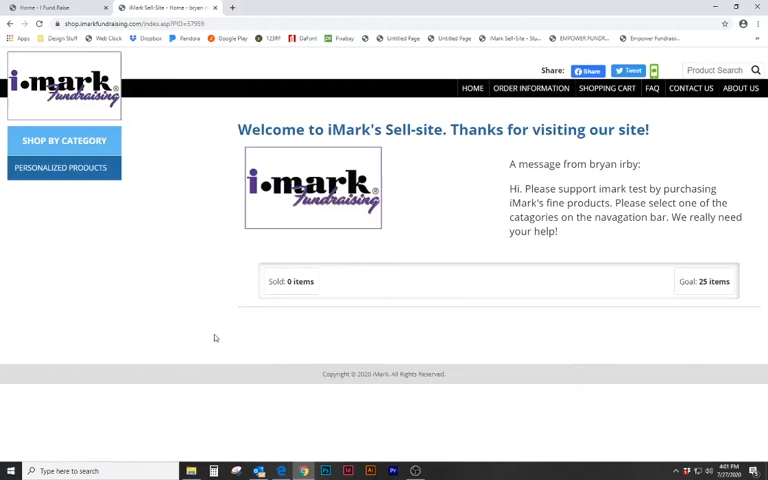 Home - I Fund Raise
iMark Sell-Site - Home - bryan ir
shop.imarkfundraising.com/index.asp?PID=57959
Apps Design Stuff Web Clock Dropbox Pandora Google Play 123RF DaFont Pixabay Untitled Page Untitled Page iMark Sell-Site - Stu... EMPOWER FUNDR... Empower Fundraisi...
Share: Share Tweet Product Search
i·mark®
Fundraising
HOME ORDER INFORMATION SHOPPING CART FAQ CONTACT US ABOUT US
SHOP BY CATEGORY
PERSONALIZED PRODUCTS
Welcome to iMark's Sell-site. Thanks for visiting our site!
i·mark®
Fundraising
A message from bryan irby:
Hi. Please support imark test by purchasing
iMark's fine products. Please select one of the
catagories on the navagation bar. We really need
your help!
Sold: 0 items
Goal: 25 items
Copyright © 2020 iMark. All Rights Reserved.
Type here to search
4:01 PM
7/27/2020